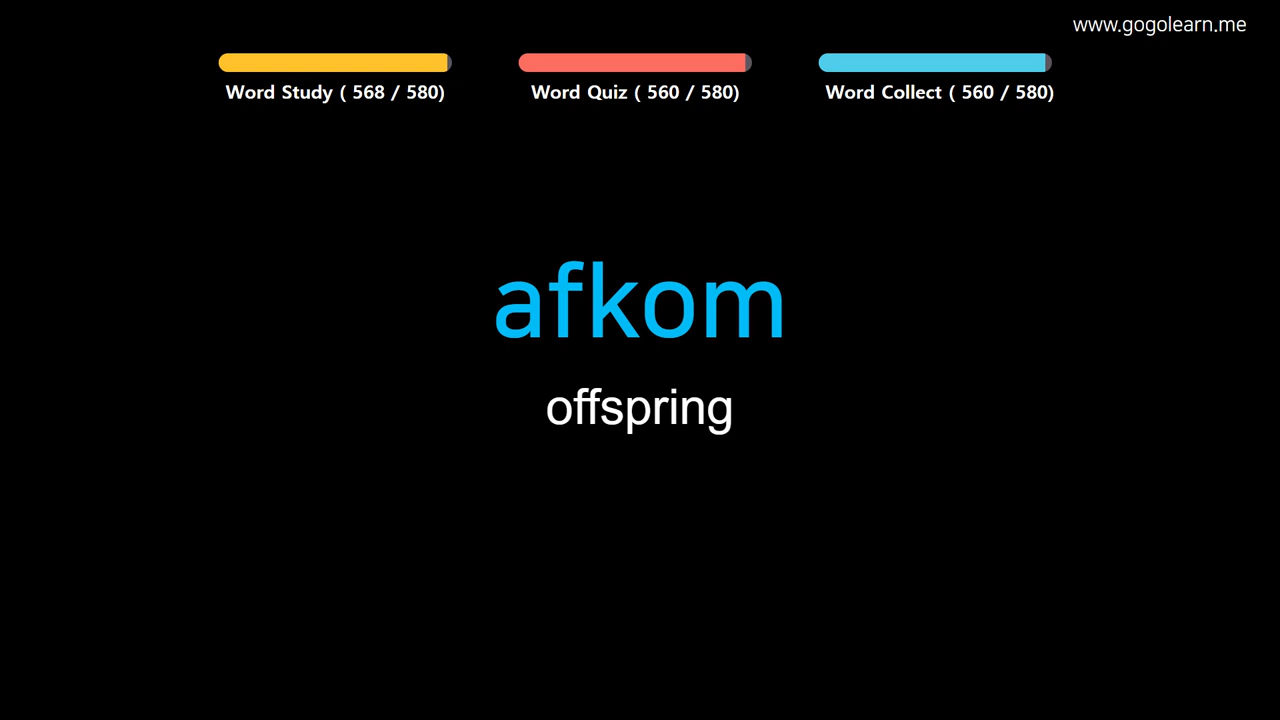 www.gogolearn.me
Word Study ( 568 / 580)
Word Quiz ( 560 / 580)
Word Collect ( 560 / 580)
afkom
offspring